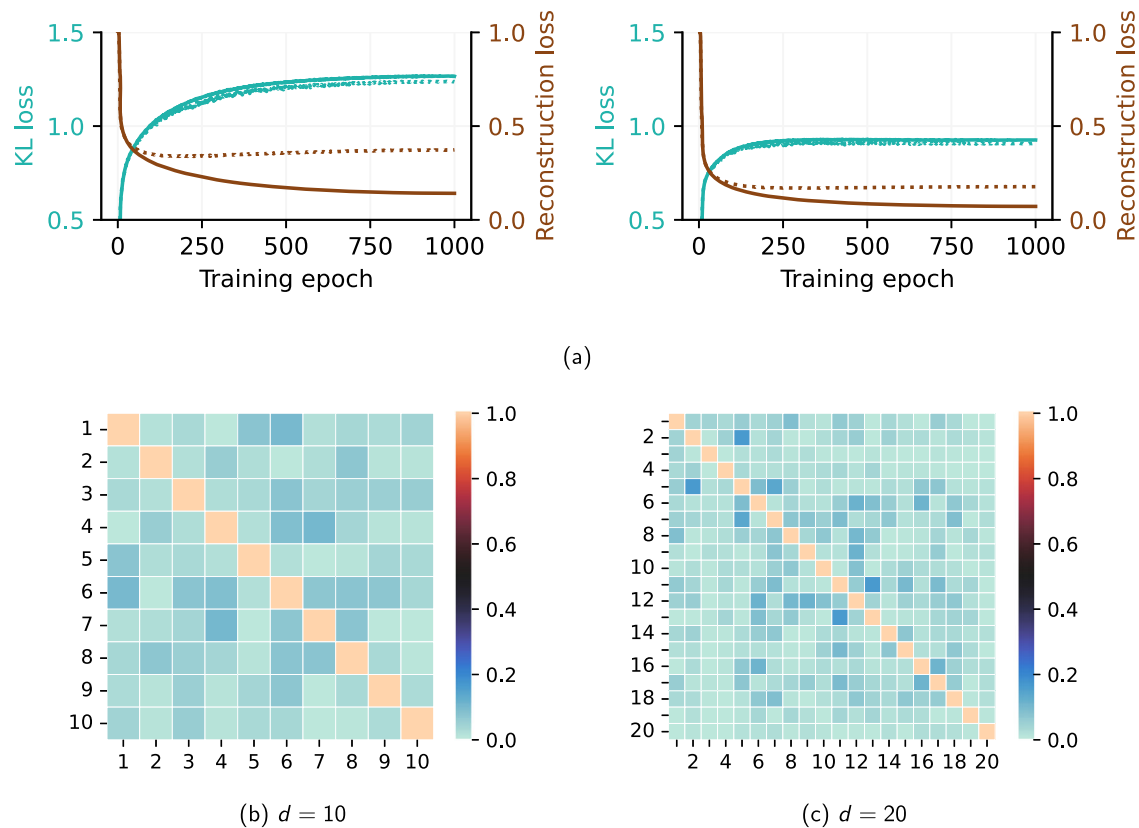 1.5 1.0 1.5 1.0
KL loss 1.0 0.5 Reconstruction loss KL loss 1.0 0.5 Reconstruction loss
0.5 0.0 0.5 0.0
0 250 500 750 1000 0 250 500 750 1000
Training epoch Training epoch
(a)
1 2 3 4 5 6 7 8 9 10
1.0 0.8 0.6 0.4 0.2 0.0
1 2 3 4 5 6 7 8 9 10
2 4 6 8 10 12 14 16 18 20
1.0 0.8 0.6 0.4 0.2 0.0
2 4 6 8 10 12 14 16 18 20
(b) d = 10
(c) d = 20